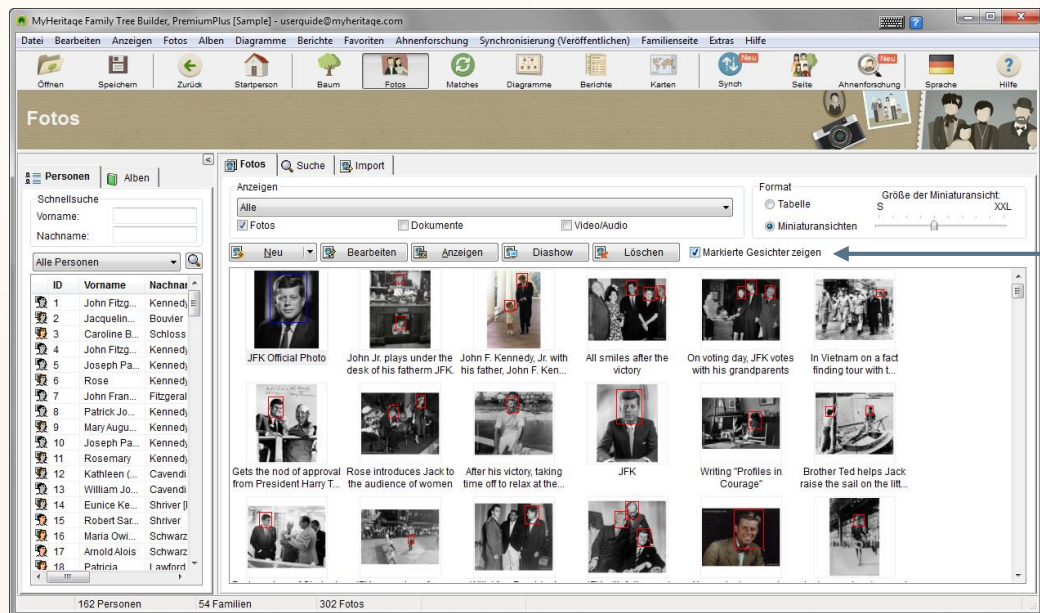 MyHeritage Family Tree Builder, PremiumPlus [Sample] - userguide@myheritage.com
Datei Bearbeiten Anzeigen Fotos Alben Diagramme Berichte Favoriten Ahnenforschung Synchronisierung (Veröffentlichen) Familienseite Extras Hilfe
Neu Neu
Öffnen Speichern Zurück Startperson Baum Fotos Matches Diagramme Berichte Karten Synch Seite Ahnenforschung Sprache Hilfe
Fotos
Personen Alben
Schnellsuche
Vorname:
Nachname:
Alle Personen
ID Vorname Nachnar
1 John Fitzg... Kennedy
2 Jacquelin... Bouvier
3 Caroline B... Schloss
4 John Fitzg... Kennedy
5 Joseph Pa... Kennedy
6 Rose Kennedy
7 John Fran... Fitzgeral
8 Patrick Jo... Kennedy
9 Mary Augu... Kennedy
10 Joseph Pa... Kennedy
11 Rosemary Kennedy
12 Kathleen (... Cavendi
13 William Jo... Cavendi
14 Eunice Ke... Shriver [
15 Robert Sar... Shriver
16 Maria Owi... Schwarz
17 Arnold Alois Schwarz
18 Patricia Lawford
Fotos Suche Import
Anzeigen
Alle
Fotos Dokumente Video/Audio
Format
Tabelle
Miniaturansichten
Größe der Miniaturansicht:
S XXL
Neu Bearbeiten Anzeigen Diashow Löschen Markierte Gesichter zeigen
JFK Official Photo
John Jr. plays under the
desk of his fatherm JFK.
John F. Kennedy, Jr. with
his father, John F. Ken...
All smiles after the
victory
On voting day, JFK votes
with his grandparents
In Vietnam on a fact
finding tour with t...
Gets the nod of approval
from President Harry T...
Rose introduces Jack to
the audience of women
After his victory, taking
time off to relax at the...
JFK
Writing "Profiles in
Courage"
Brother Ted helps Jack
raise the sail on the litt...
162 Personen 54 Familien 302 Fotos